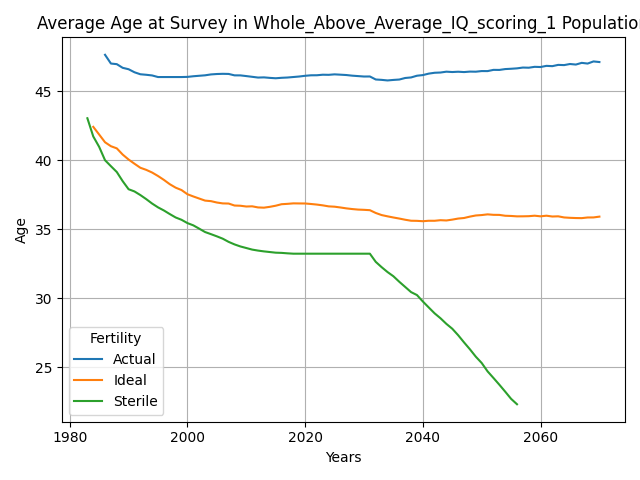 Average Age at Survey in Whole_Above_Average_IQ_scoring_1 Population
45
40
35
30
25
Age
Fertility
Actual
Ideal
Sterile
1980 2000 2020 2040 2060
Years